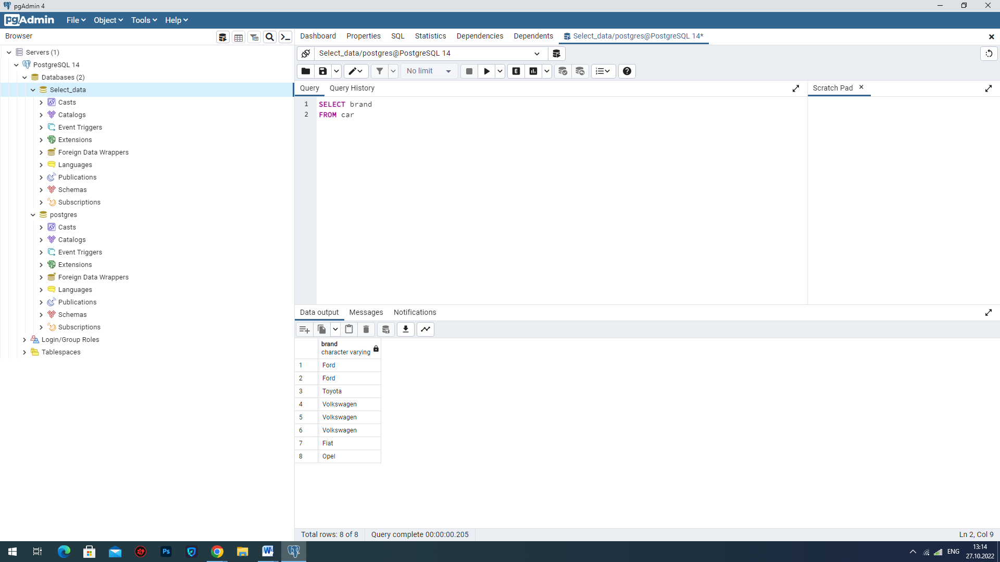 pgAdmin 4
pgAdmin File Object Tools Help
Browser
Dashboard Properties SQL Statistics Dependencies Dependents Select_data/postgres@PostgreSQL 14*
Servers (1)
PostgreSQL 14
Databases (2)
Select_data
Casts
Catalogs
Event Triggers
Extensions
Foreign Data Wrappers
Languages
Publications
Schemas
Subscriptions
postgres
Casts
Catalogs
Event Triggers
Extensions
Foreign Data Wrappers
Languages
Publications
Schemas
Subscriptions
Login/Group Roles
Tablespaces
Select_data/postgres@PostgreSQL 14
No limit E
Query Query History Scratch Pad
1 SELECT brand
2 FROM car
Data output Messages Notifications
brand
character varying
1 Ford
2 Ford
3 Toyota
4 Volkswagen
5 Volkswagen
6 Volkswagen
7 Fiat
8 Opel
Total rows: 8 of 8 Query complete 00:00:00.205 Ln 2, Col 9
Ps W ENG 13:14
27.10.2022